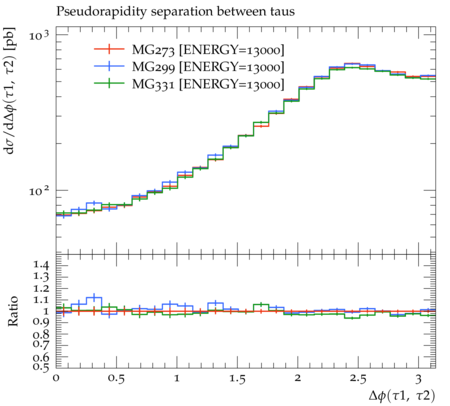 Pseudorapidity separation between taus
dσ/dΔϕ(τ1, τ2) [pb]
10³
MG273 [ENERGY=13000]
MG299 [ENERGY=13000]
MG331 [ENERGY=13000]
10²
Ratio
1.4
1.3
1.2
1.1
1
0.9
0.8
0.7
0.6
0.5
0 0.5 1 1.5 2 2.5 3
Δϕ(τ1, τ2)